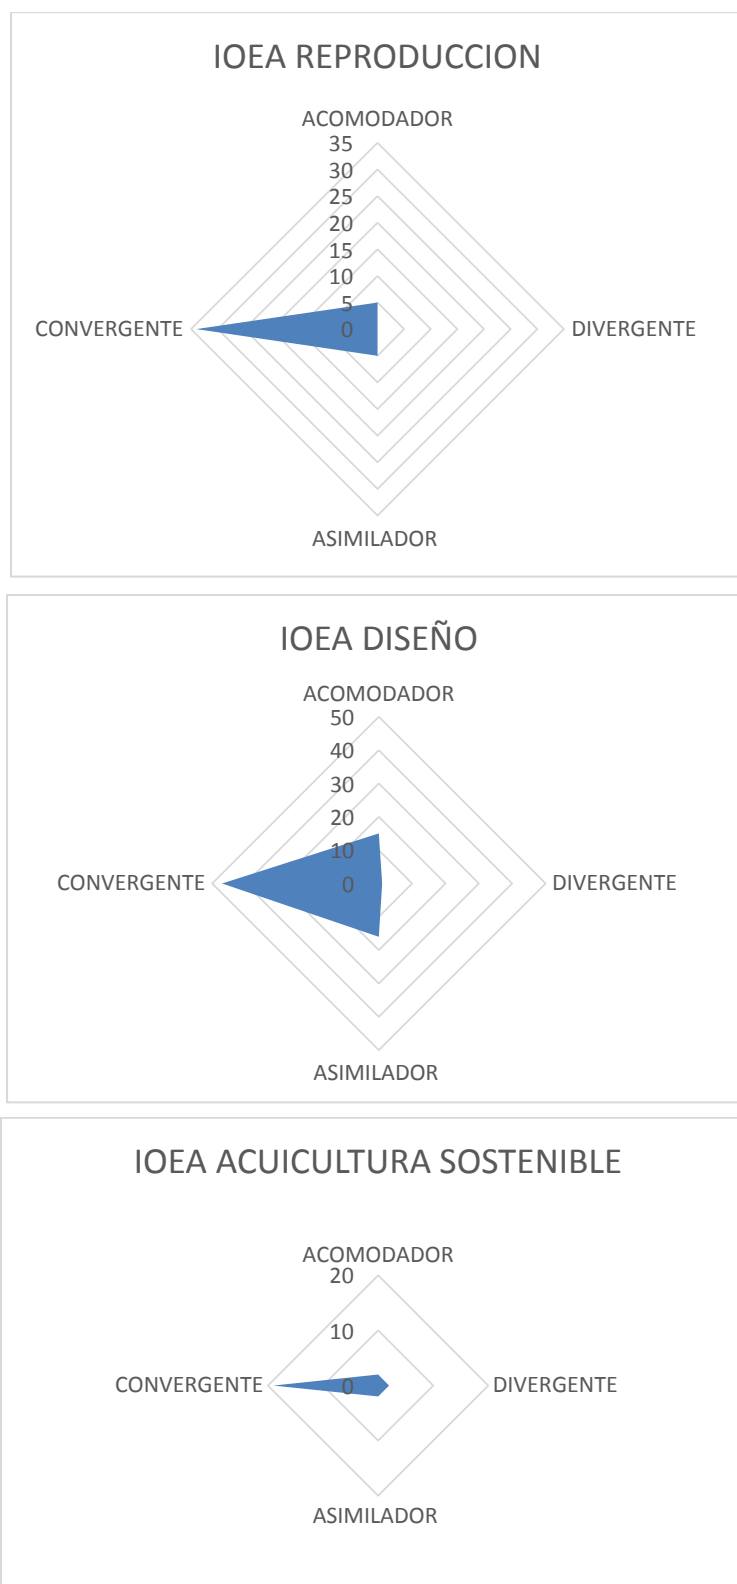 IOEA REPRODUCCION
ACOMODADOR
35
30
25
20
15
10
5
CONVERGENTE 0 DIVERGENTE
ASIMILADOR
IOEA DISEÑO
ACOMODADOR
50
40
30
20
10
CONVERGENTE 0 DIVERGENTE
ASIMILADOR
IOEA ACUICULTURA SOSTENIBLE
ACOMODADOR
20
10
CONVERGENTE 0 DIVERGENTE
ASIMILADOR